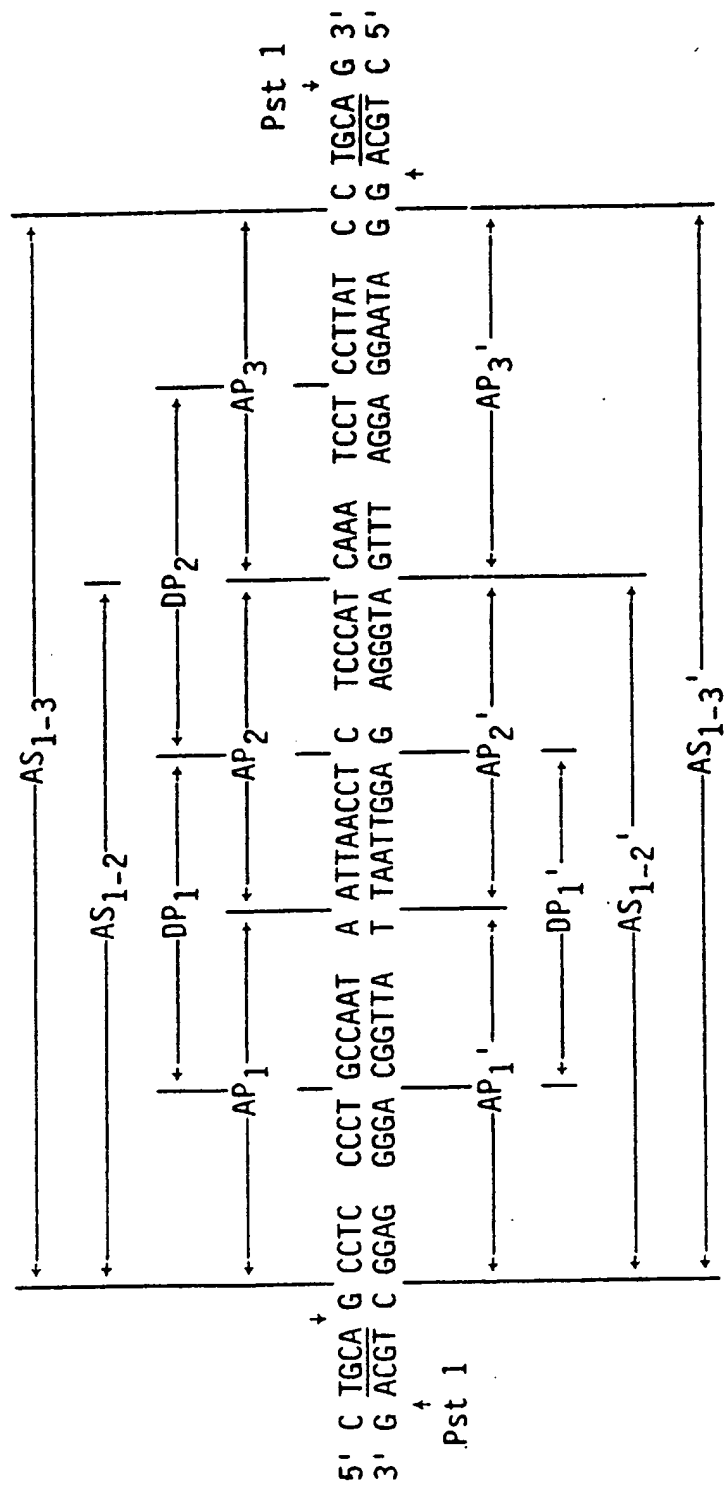 AS1-3
AS1-2
DP1 DP2
AP1 AP2 AP3
Pst 1
5' C TGCA G CCTC CCCT GCCAAT A ATTAACCT C TCCCAT CAAA TCCT CCTTAT C C TGCA G 3'
3' G ACGT C GGAG GGGA CGGTTA T TAATTGGA G AGGGTA GTTT AGGA GGAATA G G ACGT C 5'
Pst 1
AP1' AP2' AP3'
DP1'
AS1-2'
AS1-3'